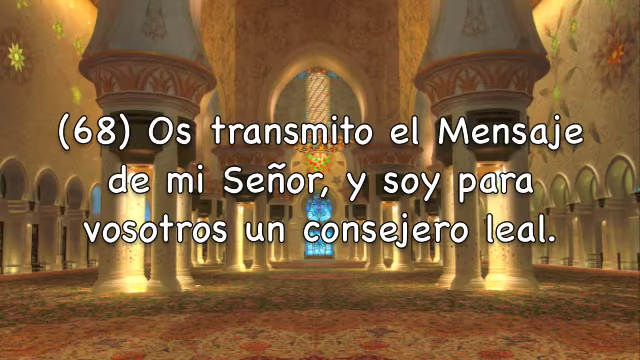 (68) Os transmito el Mensaje
de mi Señor, y soy para
vosotros un consejero leal.